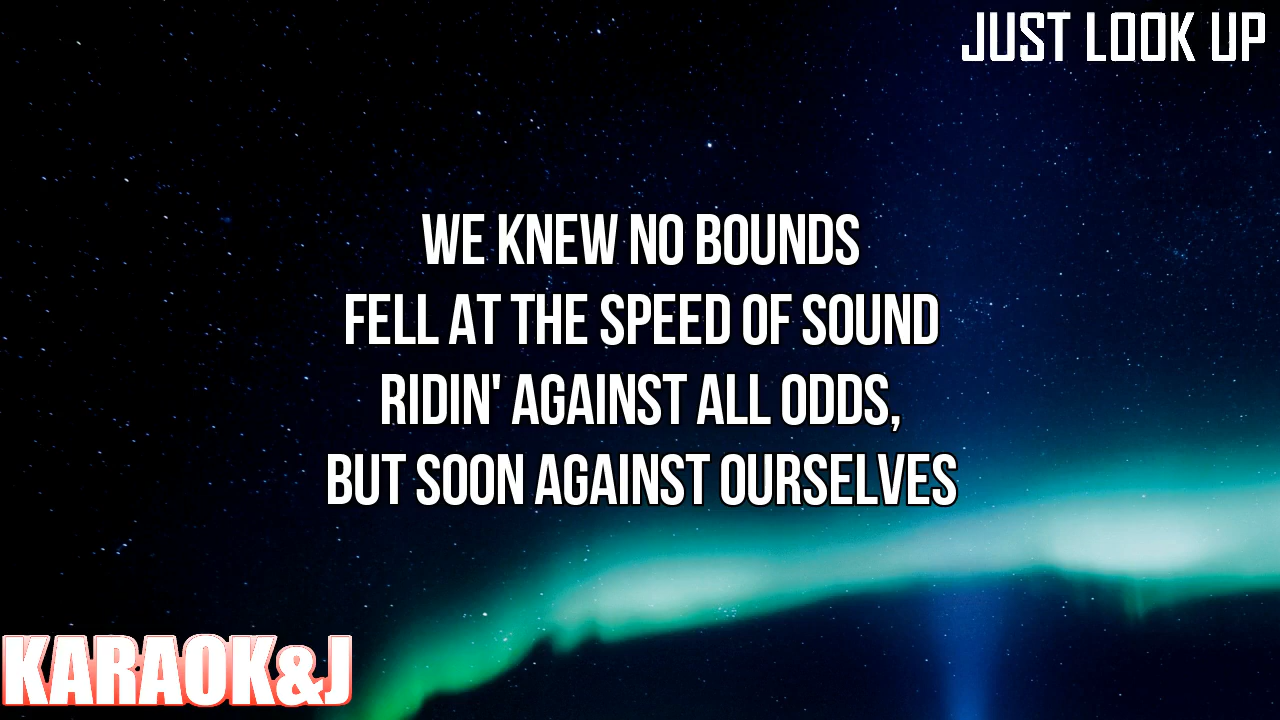 JUST LOOK UP
WE KNEW NO BOUNDS
FELL AT THE SPEED OF SOUND
RIDIN' AGAINST ALL ODDS,
BUT SOON AGAINST OURSELVES
KARAOK&J